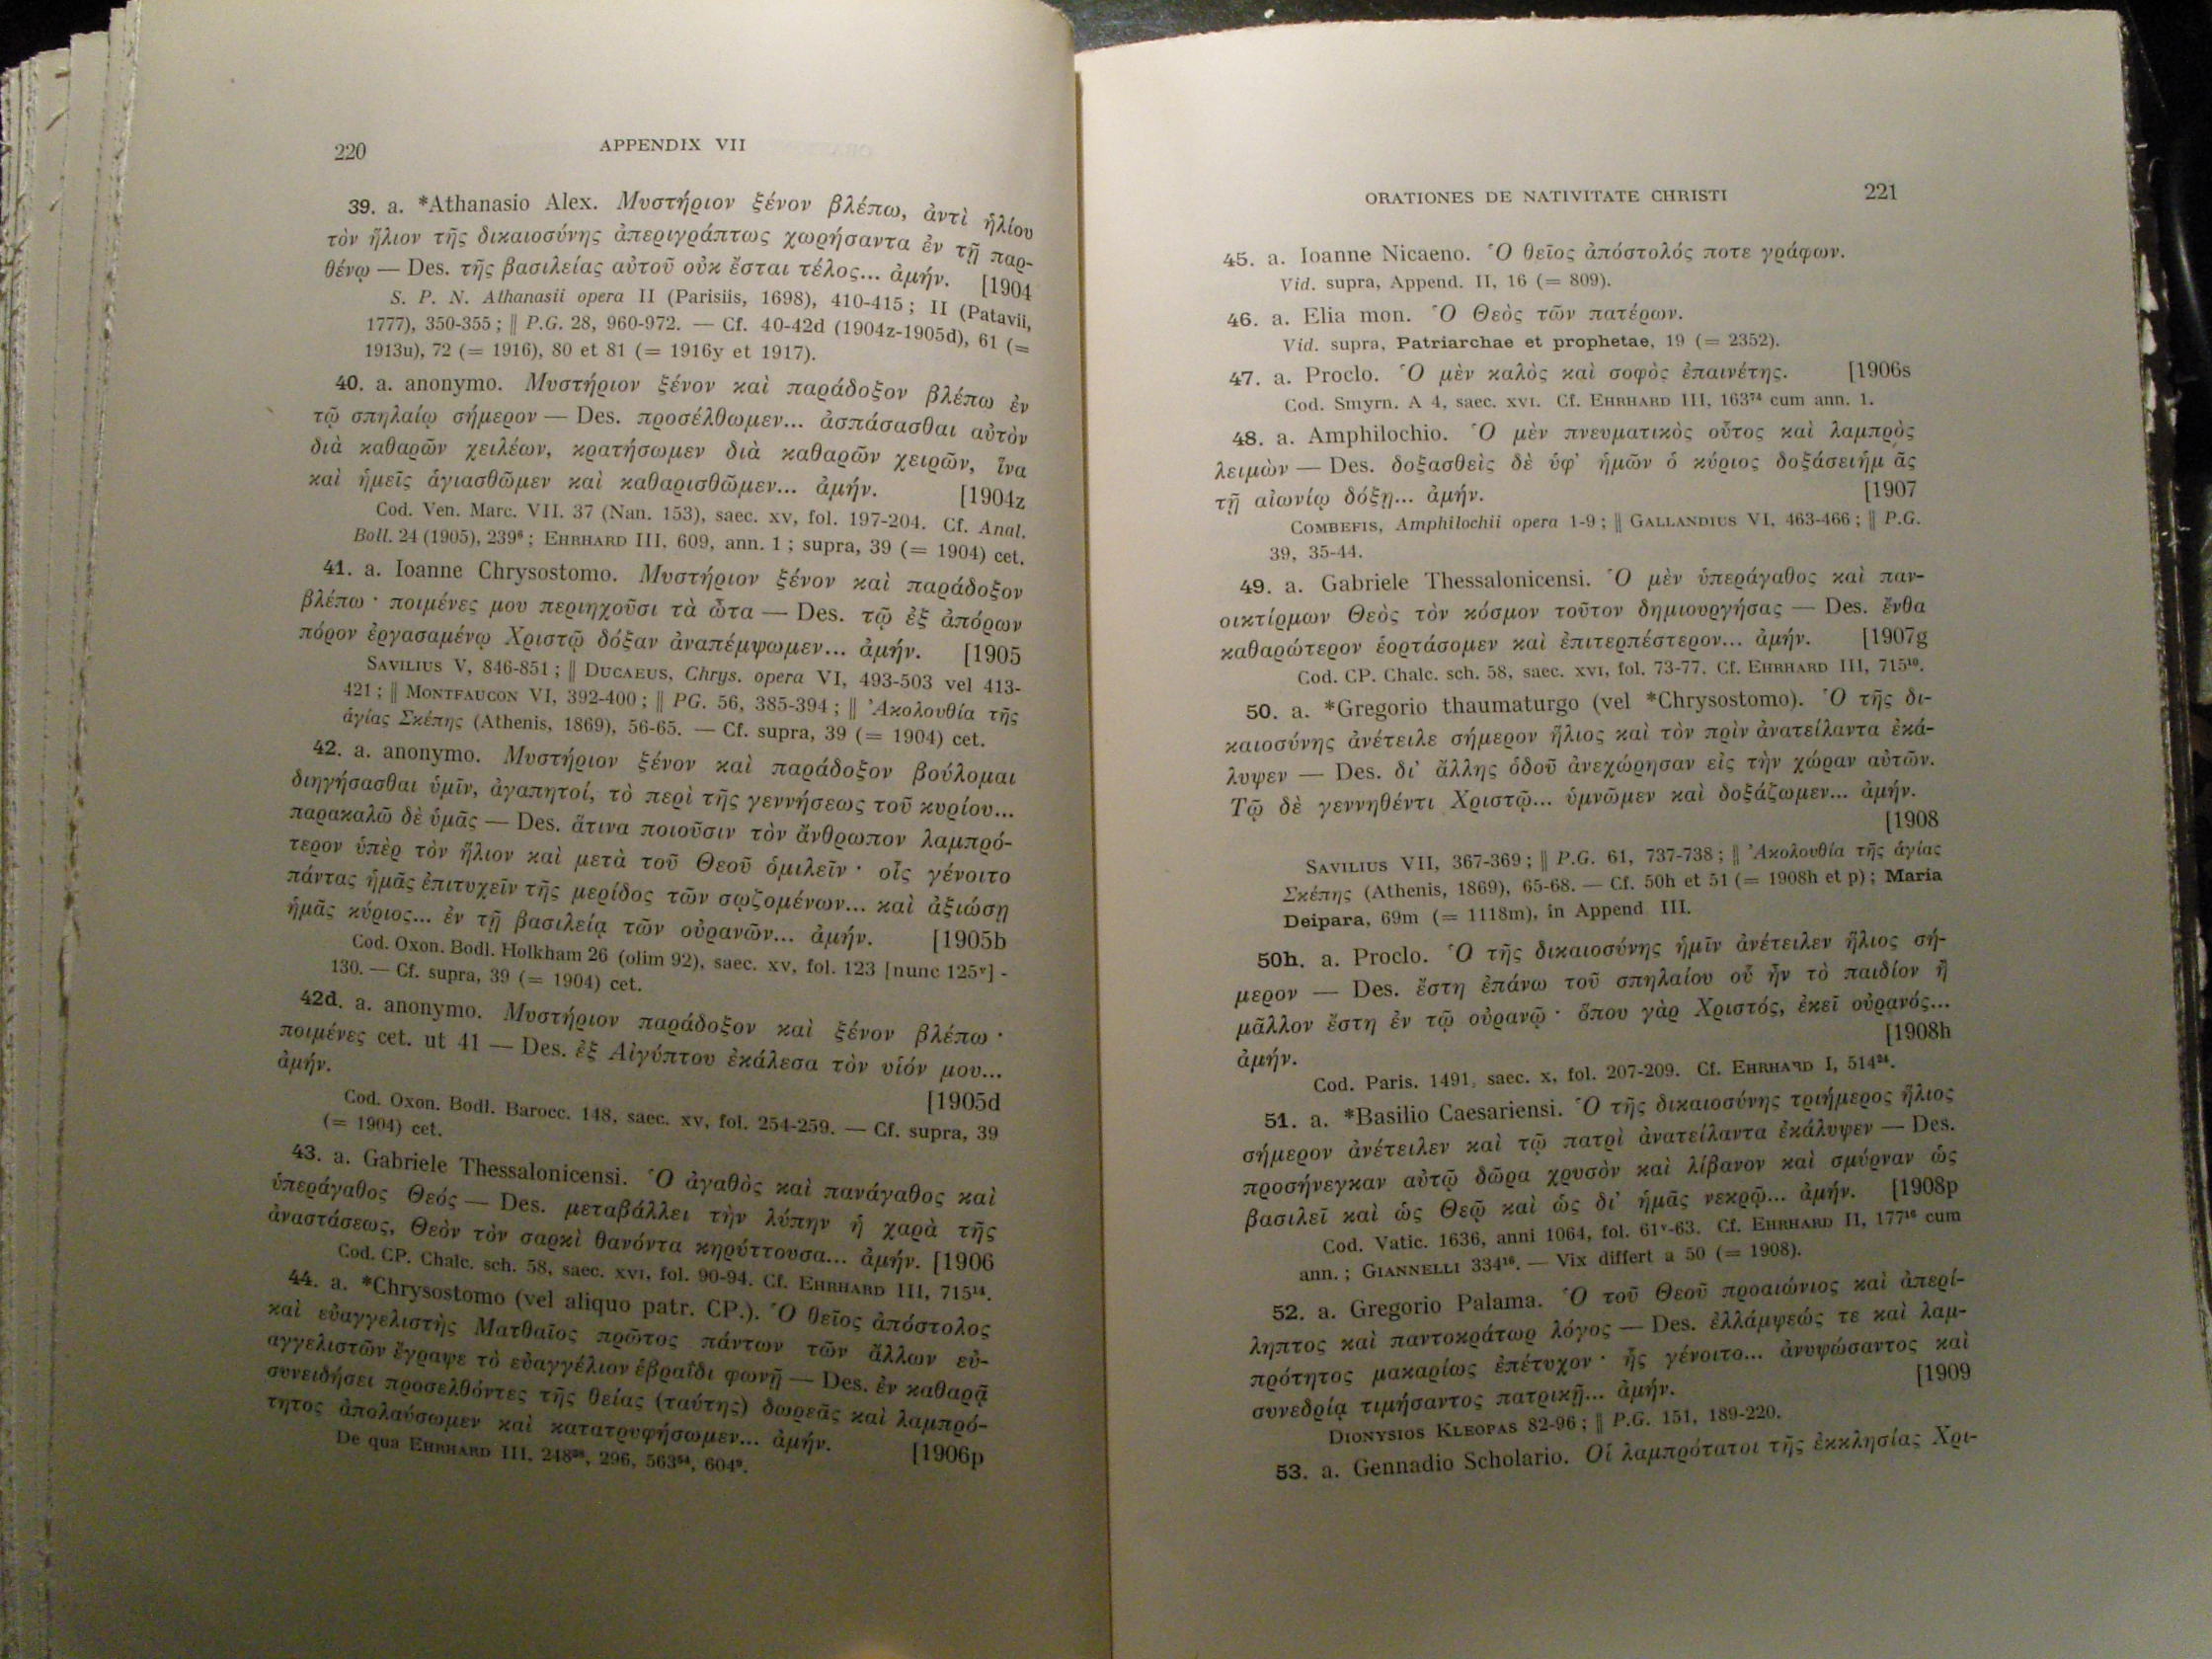 220
APPENDIX VII
39. a. *Athanasio Alex. Μυστήριον ξένον βλέπω, ἀντὶ ἡλίου
τὸν ἥλιον τῆς δικαιοσύνης ἀπεριγράπτως χωρήσαντα ἐν τῇ παρ-
θένῳ — Des. τῆς βασιλείας αὐτοῦ οὐκ ἔσται τέλος... ἀμήν. [1904
S. P. N. Athanasii opera II (Parisiis, 1698), 410-415 ; II (Patavii,
1777), 350-355 ; || P.G. 28, 960-972. — Cf. 40-42d (1904z-1905d), 61 (=
1913u), 72 (= 1916), 80 et 81 (= 1916y et 1917).
40. a. anonymo. Μυστήριον ξένον καὶ παράδοξον βλέπω ἐν
τῷ σπηλαίῳ σήμερον — Des. προσέλθωμεν... ἀσπάσασθαι αὐτὸν
διὰ καθαρῶν χειλέων, κρατήσωμεν διὰ καθαρῶν χειρῶν, ἵνα
καὶ ἡμεῖς ἁγιασθῶμεν καὶ καθαρισθῶμεν... ἀμήν. [1904z
Cod. Ven. Marc. VII. 37 (Nan. 153), saec. xv, fol. 197-204. Cf. Anal.
Boll. 24 (1905), 239⁶ ; EHRHARD III, 609, ann. 1 ; supra, 39 (= 1904) cet.
41. a. Ioanne Chrysostomo. Μυστήριον ξένον καὶ παράδοξον
βλέπω · ποιμένες μου περιηχοῦσι τὰ ὦτα — Des. τῷ ἐξ ἀπόρων
πόρον ἐργασαμένῳ Χριστῷ δόξαν ἀναπέμψωμεν... ἀμήν. [1905
SAVILIUS V, 846-851 ; || DUCAEUS, Chrys. opera VI, 493-503 vel 413-
421 ; || MONTFAUCON VI, 392-400 ; || PG. 56, 385-394 ; || Ἀκολουθία τῆς
ἁγίας Σκέπης (Athenis, 1869), 56-65. — Cf. supra, 39 (= 1904) cet.
42. a. anonymo. Μυστήριον ξένον καὶ παράδοξον βούλομαι
διηγήσασθαι ὑμῖν, ἀγαπητοί, τὸ περὶ τῆς γεννήσεως τοῦ κυρίου...
παρακαλῶ δὲ ὑμᾶς — Des. ἅτινα ποιοῦσιν τὸν ἄνθρωπον λαμπρό-
τερον ὑπὲρ τὸν ἥλιον καὶ μετὰ τοῦ Θεοῦ ὁμιλεῖν · οἷς γένοιτο
πάντας ἡμᾶς ἐπιτυχεῖν τῆς μερίδος τῶν σῳζομένων... καὶ ἀξιώσῃ
ἡμᾶς κύριος... ἐν τῇ βασιλείᾳ τῶν οὐρανῶν... ἀμήν. [1905b
Cod. Oxon. Bodl. Holkham 26 (olim 92), saec. xv, fol. 123 [nunc 125ᵛ] -
130. — Cf. supra, 39 (= 1904) cet.
42d. a. anonymo. Μυστήριον παράδοξον καὶ ξένον βλέπω ·
ποιμένες cet. ut 41 — Des. ἐξ Αἰγύπτου ἐκάλεσα τὸν υἱόν μου...
ἀμήν. [1905d
Cod. Oxon. Bodl. Barocc. 148, saec. xv, fol. 254-259. — Cf. supra, 39
(= 1904) cet.
43. a. Gabriele Thessalonicensi. Ὁ ἀγαθὸς καὶ πανάγαθος καὶ
ὑπεράγαθος Θεός — Des. μεταβάλλει τὴν λύπην ἡ χαρὰ τῆς
ἀναστάσεως, Θεὸν τὸν σαρκὶ θανόντα κηρύττουσα... ἀμήν. [1906
Cod. CP. Chalc. sch. 58, saec. xvi, fol. 90-94. Cf. EHRHARD III, 715¹⁴.
44. a. *Chrysostomo (vel aliquo patr. CP.). Ὁ θεῖος ἀπόστολος
καὶ εὐαγγελιστὴς Ματθαῖος πρῶτος πάντων τῶν ἄλλων εὐ-
αγγελιστῶν ἔγραψε τὸ εὐαγγέλιον ἑβραΐδι φωνῇ — Des. ἐν καθαρᾷ
συνειδήσει προσελθόντες τῆς θείας (ταύτης) δωρεᾶς καὶ λαμπρό-
τητος ἀπολαύσωμεν καὶ κατατρυφήσωμεν... ἀμήν. [1906p
De qua EHRHARD III, 248, 296, 563, 604⁹.
ORATIONES DE NATIVITATE CHRISTI
221
45. a. Ioanne Nicaeno. Ὁ θεῖος ἀπόστολός ποτε γράφων.
Vid. supra, Append. II, 16 (= 809).
46. a. Elia mon. Ὁ Θεὸς τῶν πατέρων.
Vid. supra, Patriarchae et prophetae, 19 (= 2352).
47. a. Proclo. Ὁ μὲν καλὸς καὶ σοφὸς ἐπαινέτης. [1906s
Cod. Smyrn. A 4, saec. xvi. Cf. EHRHARD III, 163⁷⁴ cum ann. 1.
48. a. Amphilochio. Ὁ μὲν πνευματικὸς οὗτος καὶ λαμπρὸς
λειμὼν — Des. δοξασθεὶς δὲ ὑφ' ἡμῶν ὁ κύριος δοξάσειἡμ ᾶς
τῇ αἰωνίῳ δόξῃ... ἀμήν. [1907
COMBEFIS, Amphilochii opera 1-9 ; || GALLANDIUS VI, 463-466 ; || P.G.
39, 35-44.
49. a. Gabriele Thessalonicensi. Ὁ μὲν ὑπεράγαθος καὶ παν-
οικτίρμων Θεὸς τὸν κόσμον τοῦτον δημιουργήσας — Des. ἔνθα
καθαρώτερον ἑορτάσομεν καὶ ἐπιτερπέστερον... ἀμήν. [1907g
Cod. CP. Chalc. sch. 58, saec. xvi, fol. 73-77. Cf. EHRHARD III, 715¹⁰.
50. a. *Gregorio thaumaturgo (vel *Chrysostomo). Ὁ τῆς δι-
καιοσύνης ἀνέτειλε σήμερον ἥλιος καὶ τὸν πρὶν ἀνατείλαντα ἐκά-
λυψεν — Des. δι' ἄλλης ὁδοῦ ἀνεχώρησαν εἰς τὴν χώραν αὐτῶν.
Τῷ δὲ γεννηθέντι Χριστῷ... ὑμνῶμεν καὶ δοξάζωμεν... ἀμήν.
[1908
SAVILIUS VII, 367-369 ; || P.G. 61, 737-738 ; || Ἀκολουθία τῆς ἁγίας
Σκέπης (Athenis, 1869), 65-68. — Cf. 50h et 51 (= 1908h et p) ; Maria
Deipara, 69m (= 1118m), in Append III.
50h. a. Proclo. Ὁ τῆς δικαιοσύνης ἡμῖν ἀνέτειλεν ἥλιος σή-
μερον — Des. ἔστη ἐπάνω τοῦ σπηλαίου οὗ ἦν τὸ παιδίον ἢ
μᾶλλον ἔστη ἐν τῷ οὐρανῷ · ὅπου γὰρ Χριστός, ἐκεῖ οὐρανός...
ἀμήν. [1908h
Cod. Paris. 1491, saec. x, fol. 207-209. Cf. EHRHARD I, 514²⁴.
51. a. *Basilio Caesariensi. Ὁ τῆς δικαιοσύνης τριήμερος ἥλιος
σήμερον ἀνέτειλεν καὶ τῷ πατρὶ ἀνατείλαντα ἐκάλυψεν — Des.
προσήνεγκαν αὐτῷ δῶρα χρυσὸν καὶ λίβανον καὶ σμύρναν ὡς
βασιλεῖ καὶ ὡς Θεῷ καὶ ὡς δι' ἡμᾶς νεκρῷ... ἀμήν. [1908p
Cod. Vatic. 1636, anni 1064, fol. 61ᵛ-63. Cf. EHRHARD II, 177¹⁶ cum
ann. ; GIANNELLI 334¹⁶. — Vix differt a 50 (= 1908).
52. a. Gregorio Palama. Ὁ τοῦ Θεοῦ προαιώνιος καὶ ἀπερί-
ληπτος καὶ παντοκράτωρ λόγος — Des. ἐλλάμψεώς τε καὶ λαμ-
πρότητος μακαρίως ἐπέτυχον · ἧς γένοιτο... ἀνυψώσαντος καὶ
συνεδρίᾳ τιμήσαντος πατρικῇ... ἀμήν. [1909
DIONYSIOS KLEOPAS 82-96 ; || P.G. 151, 189-220.
53. a. Gennadio Scholario. Οἱ λαμπρότατοι τῆς ἐκκλησίας Χρι-